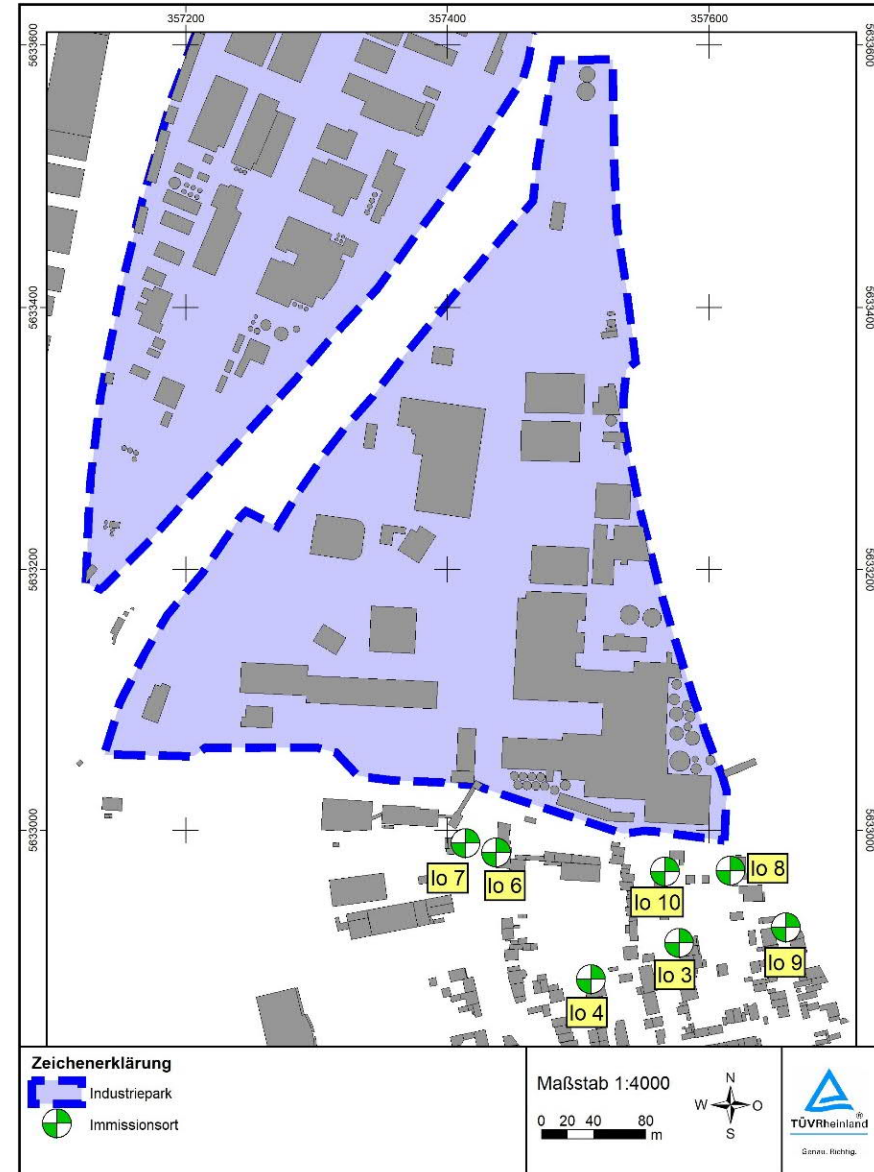 357200 357400 357600
5633600 5633600
5633400 5633400
5633200 5633200
5633000 5633000
Io 7
Io 6
Io 10
Io 8
Io 3
Io 9
Io 4
Zeichenerklärung
Industriepark
Immissionsort
Maßstab 1:4000
0 20 40 80
m
N
W O
S
TÜVRheinland®
Genau. Richtig.